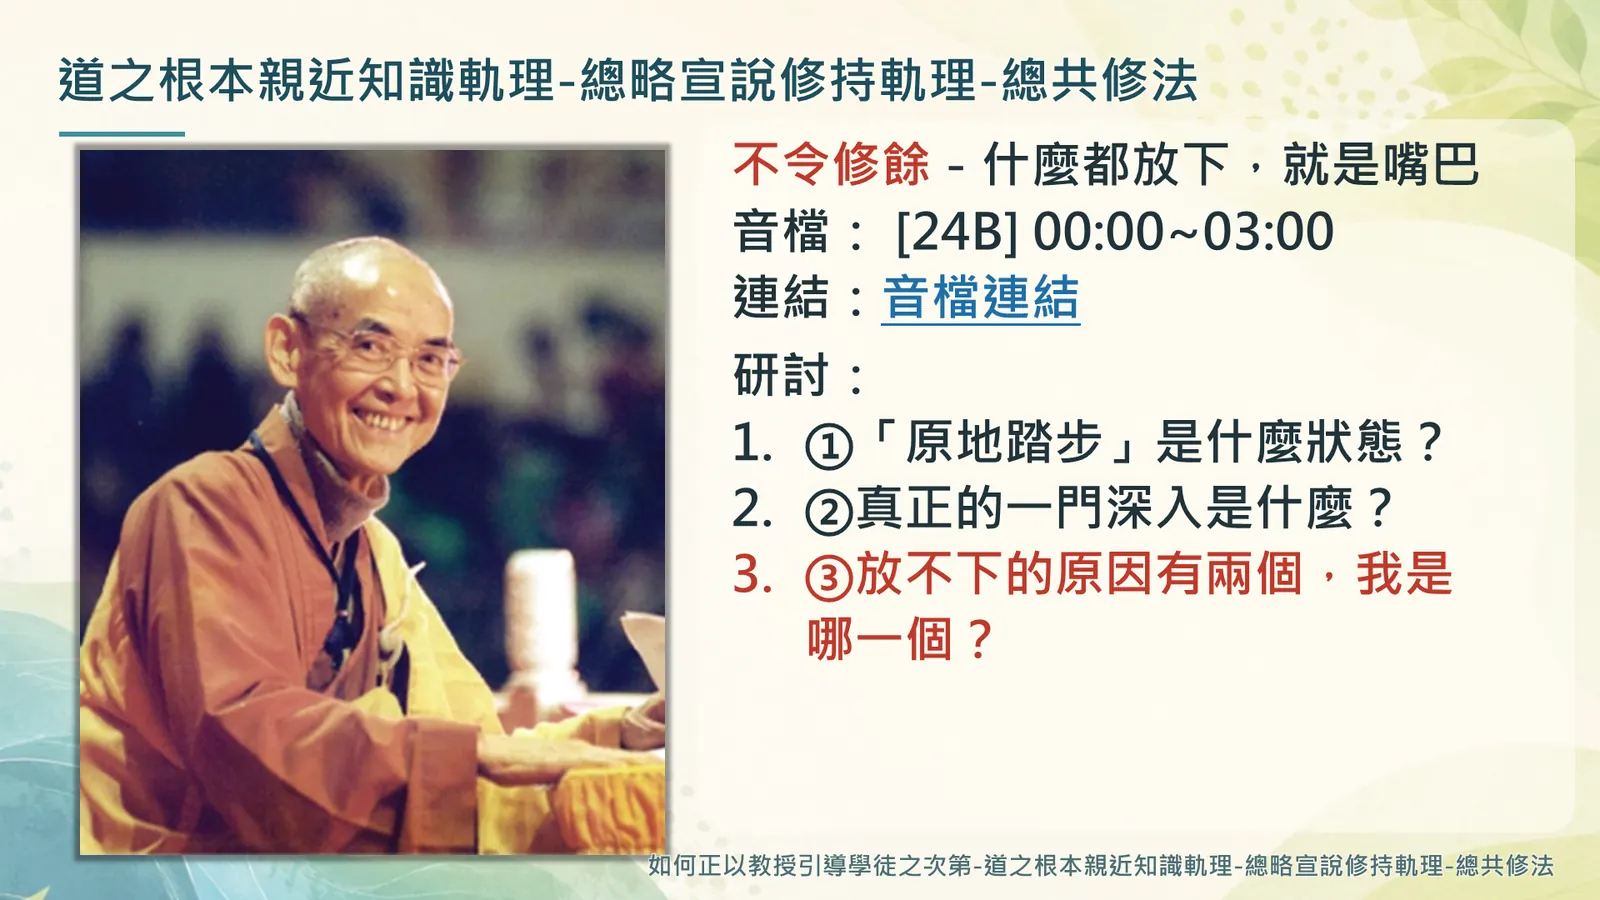 道之根本親近知識軌理-總略宣說修持軌理-總共修法
不令修餘 - 什麼都放下，就是嘴巴
音檔： [24B] 00:00~03:00
連結：音檔連結
研討：
1. ①「原地踏步」是什麼狀態？
2. ②真正的一門深入是什麼？
3. ③放不下的原因有兩個，我是
哪一個？
如何正以教授引導學徒之次第-道之根本親近知識軌理-總略宣說修持軌理-總共修法